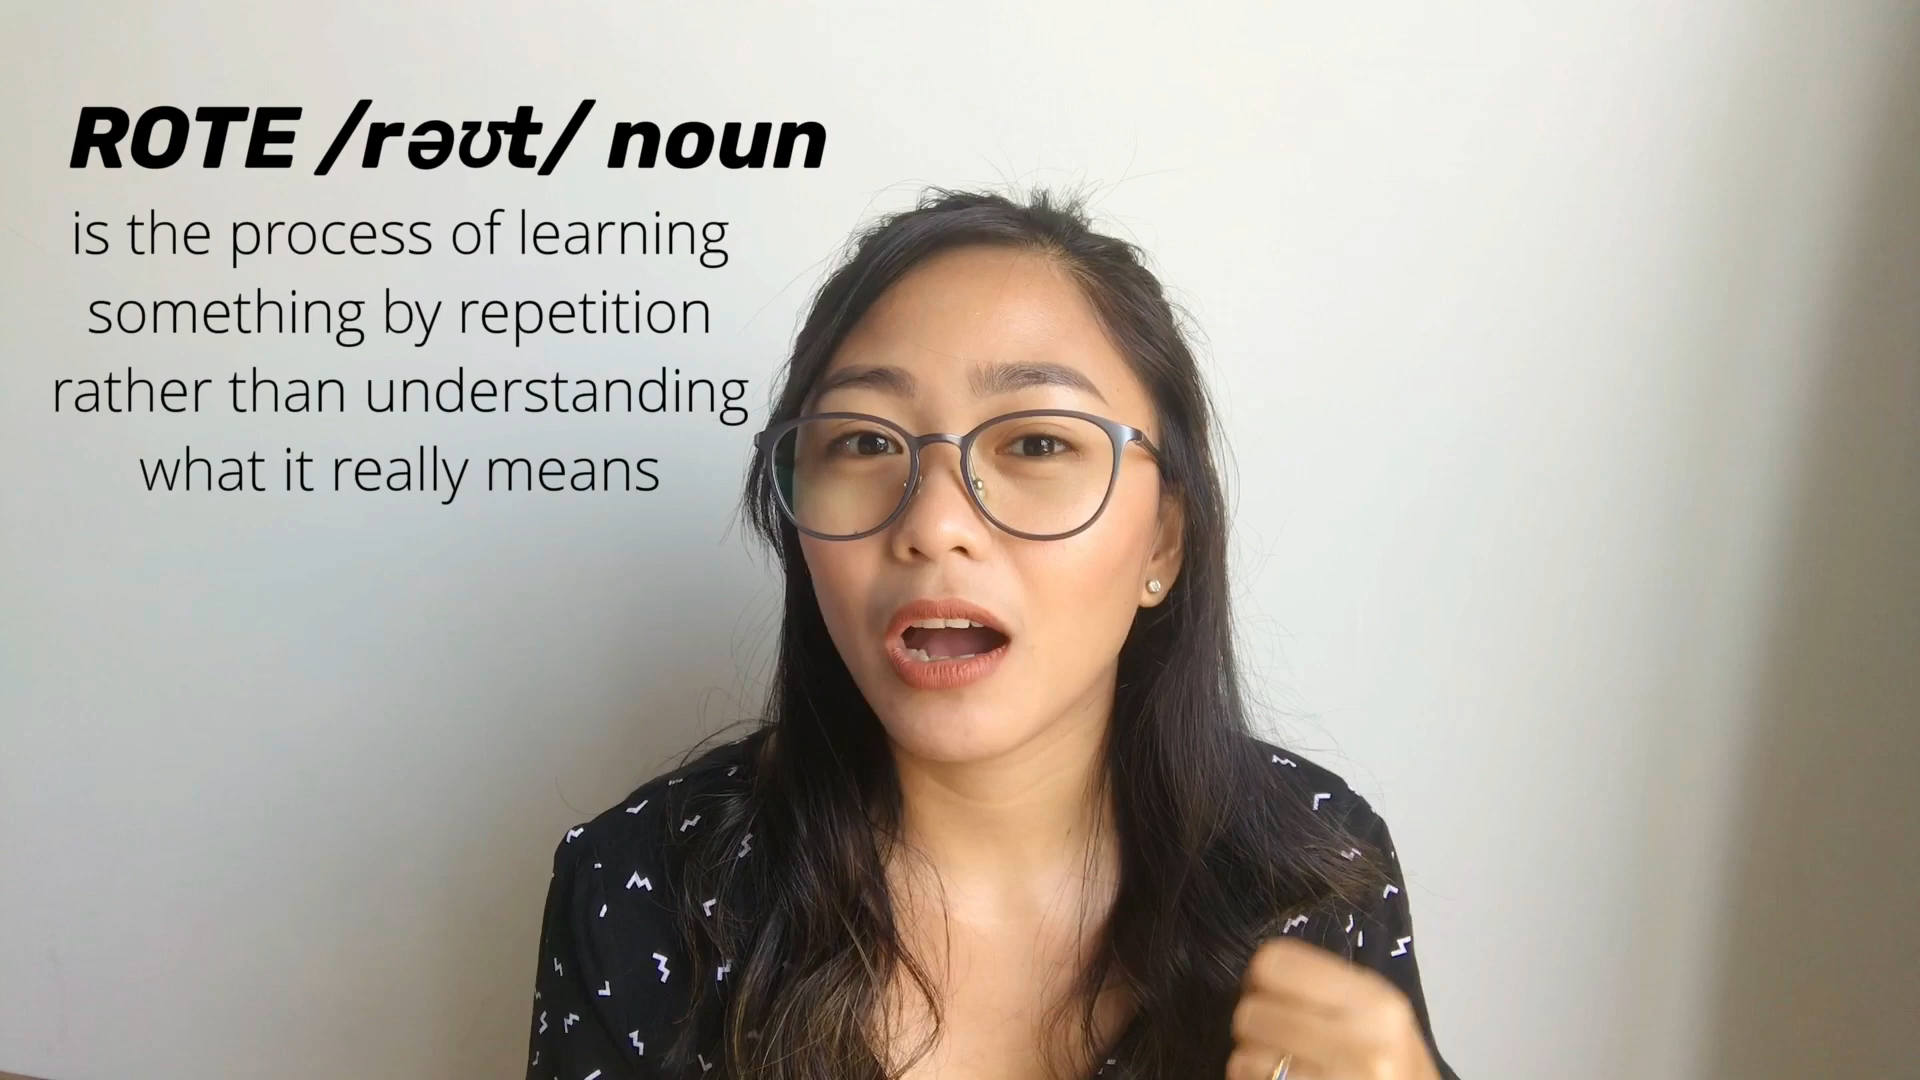 ROTE /rəʊt/ noun
is the process of learning
something by repetition
rather than understanding
what it really means